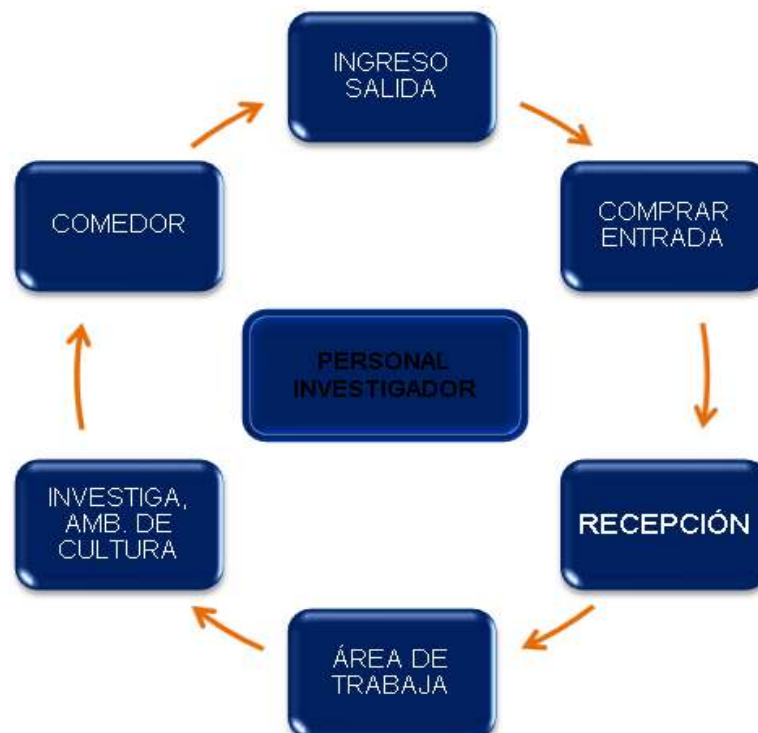 INGRESO
SALIDA
COMPRAR
ENTRADA
RECEPCIÓN
ÁREA DE
TRABAJA
INVESTIGA,
AMB. DE
CULTURA
COMEDOR
PERSONAL
INVESTIGADOR